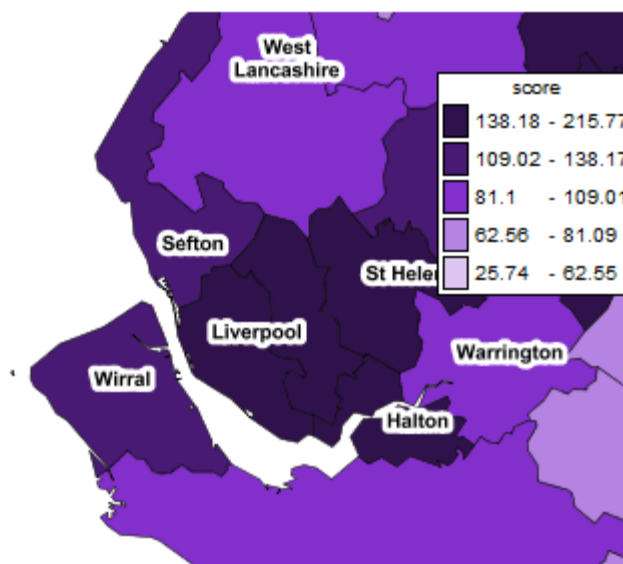 West
Lancashire
score
138.18 - 215.77
109.02 - 138.17
81.1 - 109.01
62.56 - 81.09
25.74 - 62.55
Sefton
St Helen
Liverpool
Warrington
Wirral
Halton